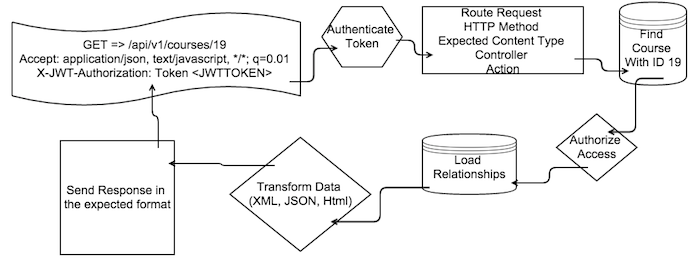 GET => /api/v1/courses/19
Accept: application/json, text/javascript, */*; q=0.01
X-JWT-Authorization: Token <JWTTOKEN>
Authenticate
Token
Route Request
HTTP Method
Expected Content Type
Controller
Action
Find
Course
With ID 19
Authorize
Access
Load
Relationships
Transform Data
(XML, JSON, Html)
Send Response in
the expected format